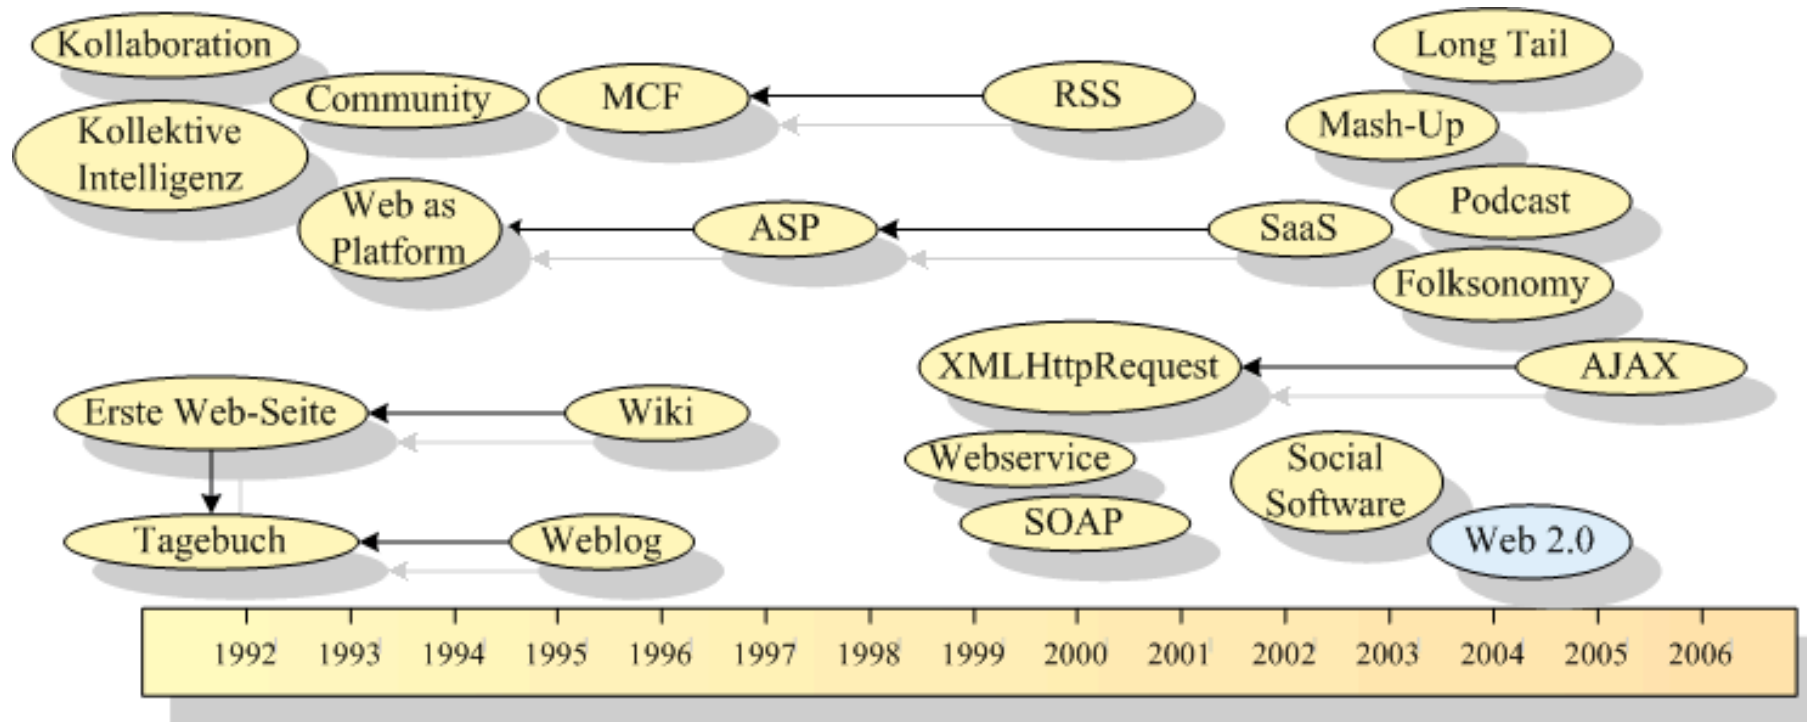 Kollaboration
Long Tail
Community
MCF
RSS
Mash-Up
Kollektive
Intelligenz
Web as
Platform
ASP
SaaS
Podcast
Folksonomy
XMLHttpRequest
AJAX
Erste Web-Seite
Wiki
Webservice
Social
Software
SOAP
Tagebuch
Weblog
Web 2.0
1992 1993 1994 1995 1996 1997 1998 1999 2000 2001 2002 2003 2004 2005 2006